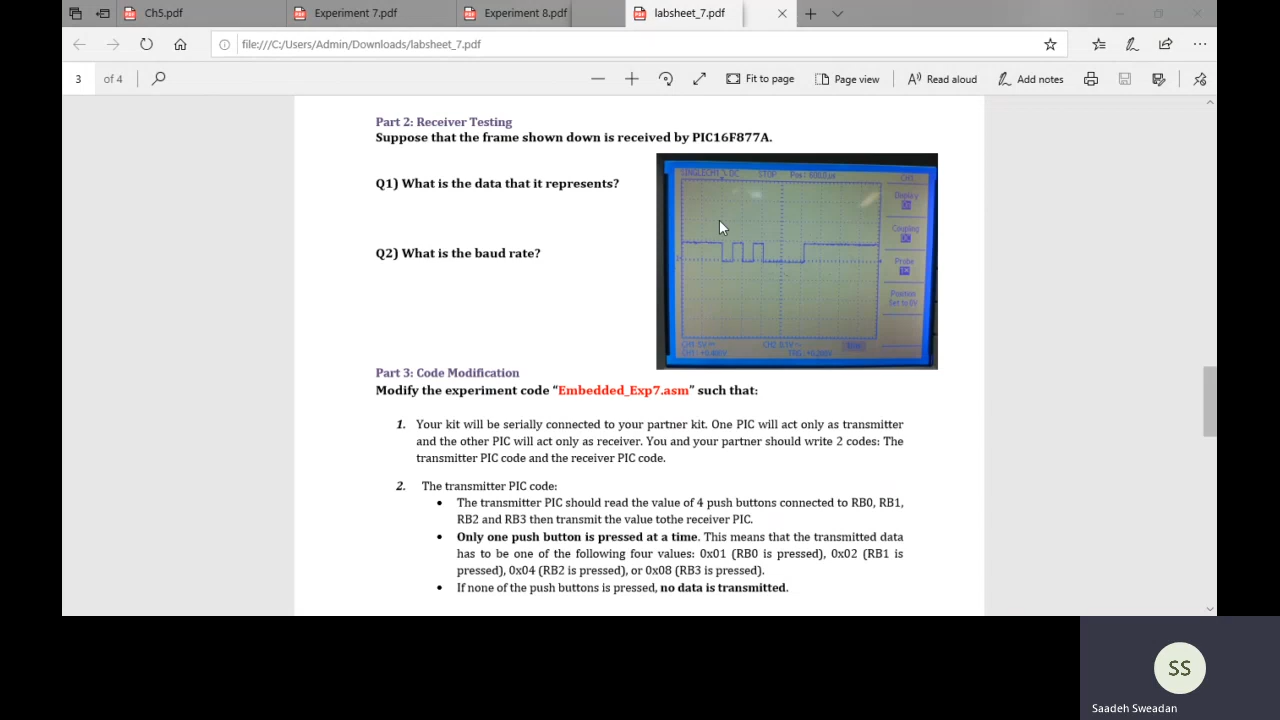 Ch5.pdf
Experiment 7.pdf
Experiment 8.pdf
labsheet_7.pdf
file:///C:/Users/Admin/Downloads/labsheet_7.pdf
3 of 4
Fit to page
Page view
Read aloud
Add notes
Part 2: Receiver Testing
Suppose that the frame shown down is received by PIC16F877A.
Q1) What is the data that it represents?
Q2) What is the baud rate?
STOP
CH1
Display
On
Coupling
DC
Probe
Part 3: Code Modification
Modify the experiment code “Embedded_Exp7.asm” such that:
1. Your kit will be serially connected to your partner kit. One PIC will act only as transmitter
and the other PIC will act only as receiver. You and your partner should write 2 codes: The
transmitter PIC code and the receiver PIC code.
2. The transmitter PIC code:
• The transmitter PIC should read the value of 4 push buttons connected to RB0, RB1,
RB2 and RB3 then transmit the value tothe receiver PIC.
• Only one push button is pressed at a time. This means that the transmitted data
has to be one of the following four values: 0x01 (RB0 is pressed), 0x02 (RB1 is
pressed), 0x04 (RB2 is pressed), or 0x08 (RB3 is pressed).
• If none of the push buttons is pressed, no data is transmitted.
SS
Saadeh Sweadan